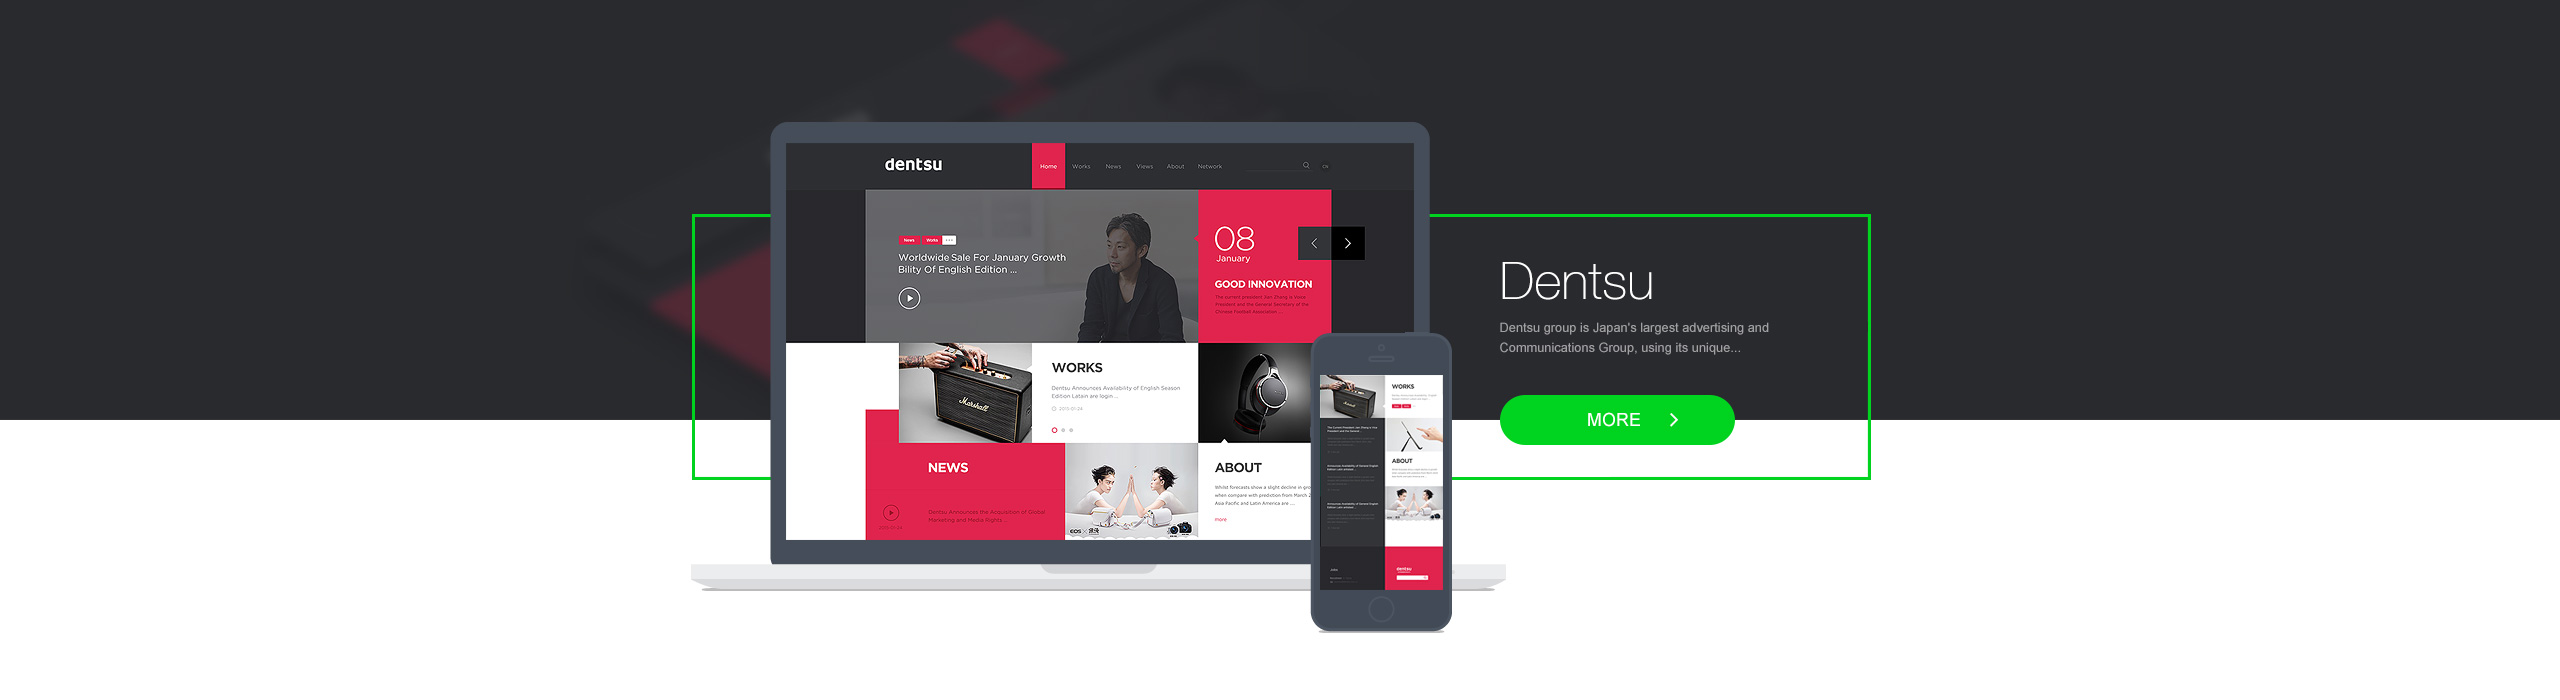 dentsu
Home Works News Views About Network
News Works
Worldwide Sale For January Growth
Bility Of English Edition ...
08
January
GOOD INNOVATION
The current president Jian Zhang is Voice
President and the General Secretary of the
Chinese Football Association ....
Marshall
WORKS
Dentsu Announces Availability of English Season
Edition Latain are login ...
2015-01-24
NEWS
Dentsu Announces the Acquisition of Global
Marketing and Media Rights ...
EOS
ABOUT
Whilst forecasts show a slight decline in
when compare with prediction from March
Asia Pacific and Latin America are ....
more
WORKS
ABOUT
dentsu
Dentsu
Dentsu group is Japan's largest advertising and
Communications Group, using its unique...
MORE